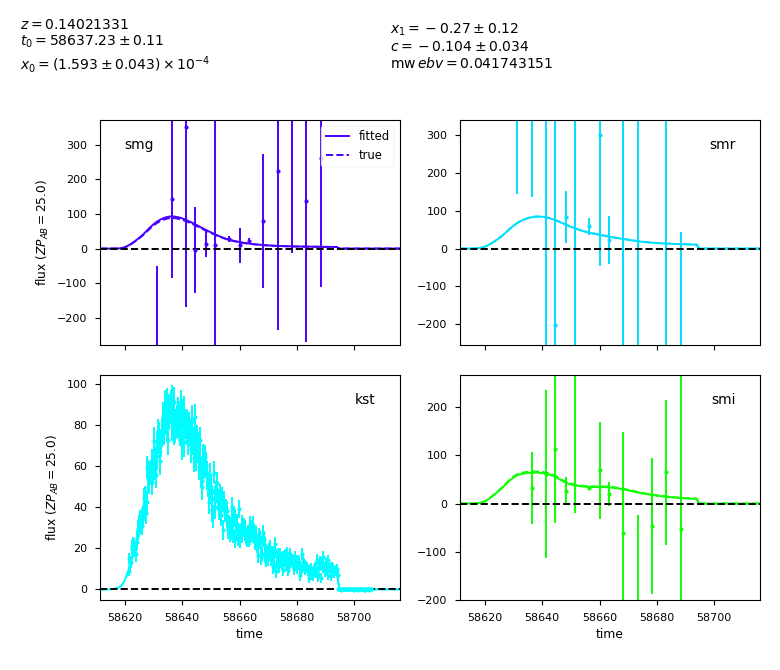 z = 0.14021331
t₀ = 58637.23 ± 0.11
x₀ = (1.593 ± 0.043) × 10⁻⁴
x₁ = −0.27 ± 0.12
c = −0.104 ± 0.034
mw ebv = 0.041743151
smg
fitted
true
300
200
100
0
−100
−200
flux (ZP_AB = 25.0)
smr
300
200
100
0
−100
−200
kst
100
80
60
40
20
0
flux (ZP_AB = 25.0)
58620 58640 58660 58680 58700
time
smi
200
100
0
−100
−200
58620 58640 58660 58680 58700
time